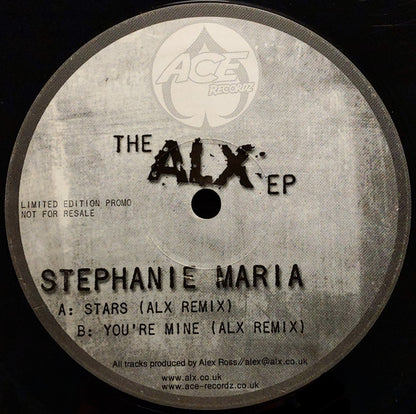 ACE
RECORDZ
THE ALX EP
LIMITED EDITION PROMO
NOT FOR RESALE
STEPHANIE MARIA
A: STARS (ALX REMIX)
B: YOU'RE MINE (ALX REMIX)
All tracks produced by Alex Ross//alex@alx.co.uk
www.alx.co.uk
www.ace-recordz.co.uk